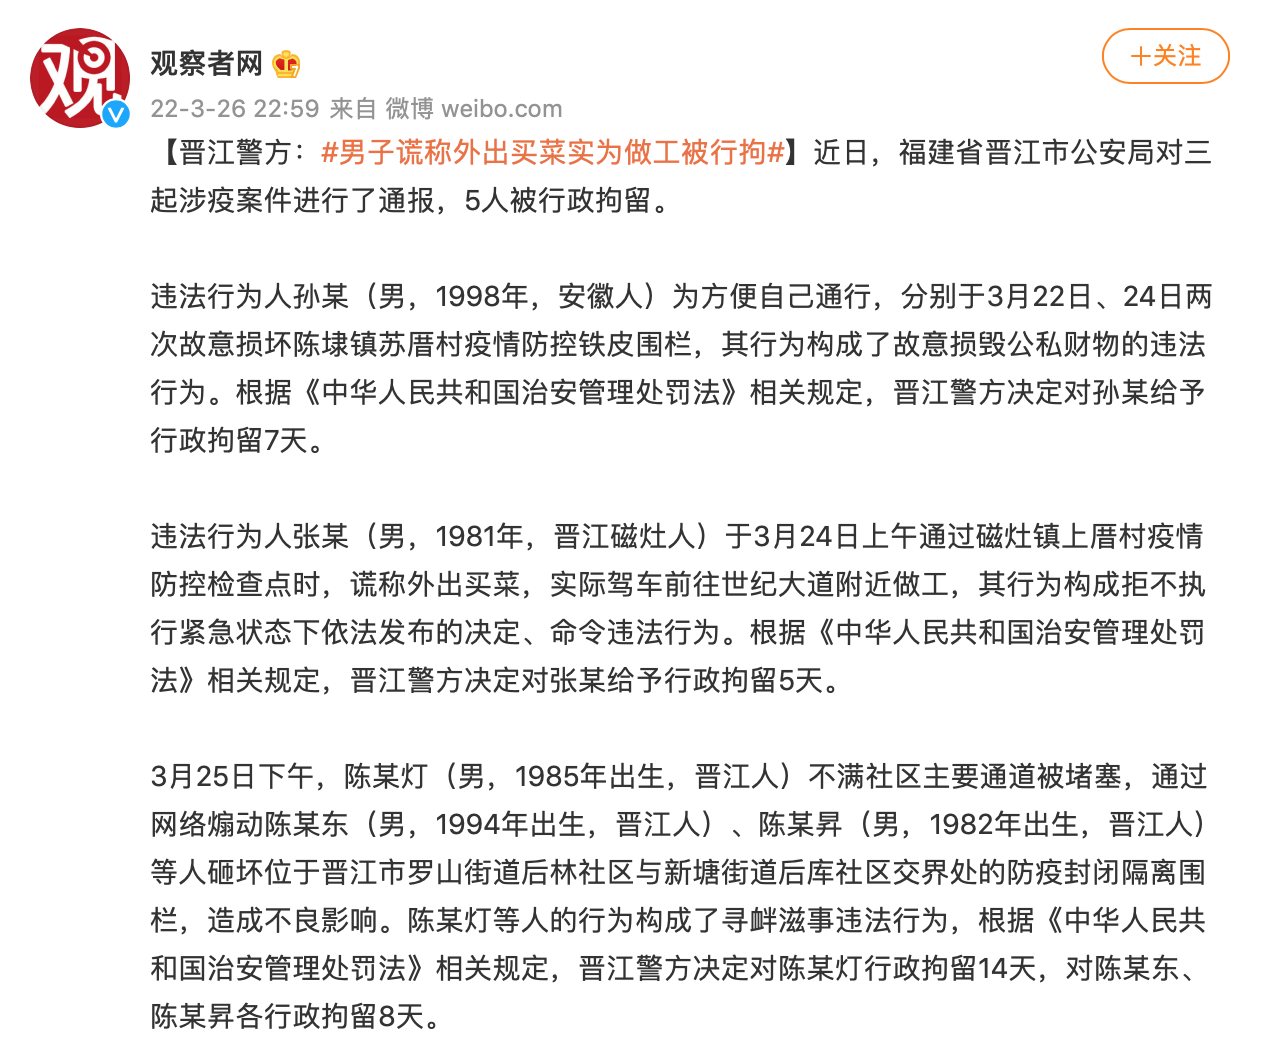 观
观察者网
+关注
22-3-26 22:59 来自 微博 weibo.com
【晋江警方：#男子谎称外出买菜实为做工被行拘#】近日，福建省晋江市公安局对三
起涉疫案件进行了通报，5人被行政拘留。
违法行为人孙某（男，1998年，安徽人）为方便自己通行，分别于3月22日、24日两
次故意损坏陈埭镇苏厝村疫情防控铁皮围栏，其行为构成了故意损毁公私财物的违法
行为。根据《中华人民共和国治安管理处罚法》相关规定，晋江警方决定对孙某给予
行政拘留7天。
违法行为人张某（男，1981年，晋江磁灶人）于3月24日上午通过磁灶镇上厝村疫情
防控检查点时，谎称外出买菜，实际驾车前往世纪大道附近做工，其行为构成拒不执
行紧急状态下依法发布的决定、命令违法行为。根据《中华人民共和国治安管理处罚
法》相关规定，晋江警方决定对张某给予行政拘留5天。
3月25日下午，陈某灯（男，1985年出生，晋江人）不满社区主要通道被堵塞，通过
网络煽动陈某东（男，1994年出生，晋江人）、陈某昇（男，1982年出生，晋江人）
等人砸坏位于晋江市罗山街道后林社区与新塘街道后库社区交界处的防疫封闭隔离围
栏，造成不良影响。陈某灯等人的行为构成了寻衅滋事违法行为，根据《中华人民共
和国治安管理处罚法》相关规定，晋江警方决定对陈某灯行政拘留14天，对陈某东、
陈某昇各行政拘留8天。